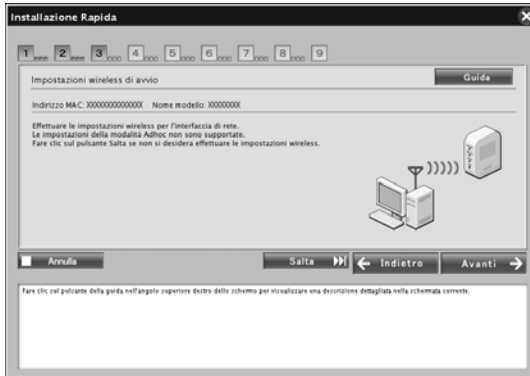 Installazione Rapida
1 2 3 4 5 6 7 8 9
Impostazioni wireless di avvio
Guida
Indirizzo MAC: XXXXXXXXXXXXX Nome modello: XXXXXXXX
Effettuare le impostazioni wireless per l'interfaccia di rete.
Le impostazioni della modalità Adhoc non sono supportate.
Fare clic sul pulsante Salta se non si desidera effettuare le impostazioni wireless.
Annulla
Salta
Indietro
Avanti
Fare clic sul pulsante della guida nell'angolo superiore destro dello schermo per visualizzare una descrizione dettagliata nella schermata corrente.